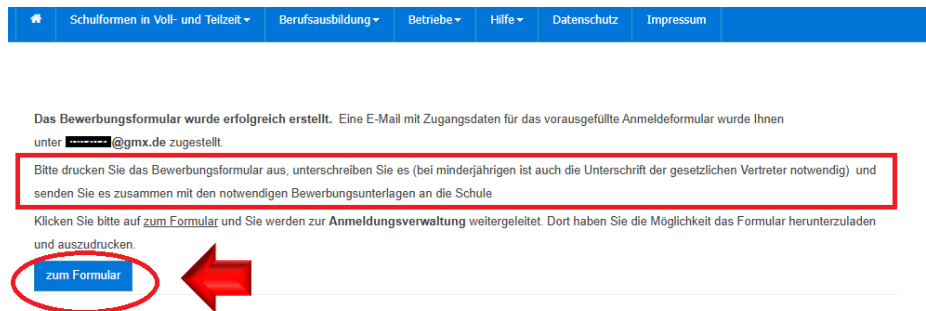 Schulformen in Voll- und Teilzeit Berufsausbildung Betriebe Hilfe Datenschutz Impressum
Das Bewerbungsformular wurde erfolgreich erstellt. Eine E-Mail mit Zugangsdaten für das vorausgefüllte Anmeldeformular wurde Ihnen
unter @gmx.de zugestellt.
Bitte drucken Sie das Bewerbungsformular aus, unterschreiben Sie es (bei minderjährigen ist auch die Unterschrift der gesetzlichen Vertreter notwendig) und
senden Sie es zusammen mit den notwendigen Bewerbungsunterlagen an die Schule
Klicken Sie bitte auf zum Formular und Sie werden zur Anmeldungsverwaltung weitergeleitet. Dort haben Sie die Möglichkeit das Formular herunterzuladen
und auszudrucken.
zum Formular